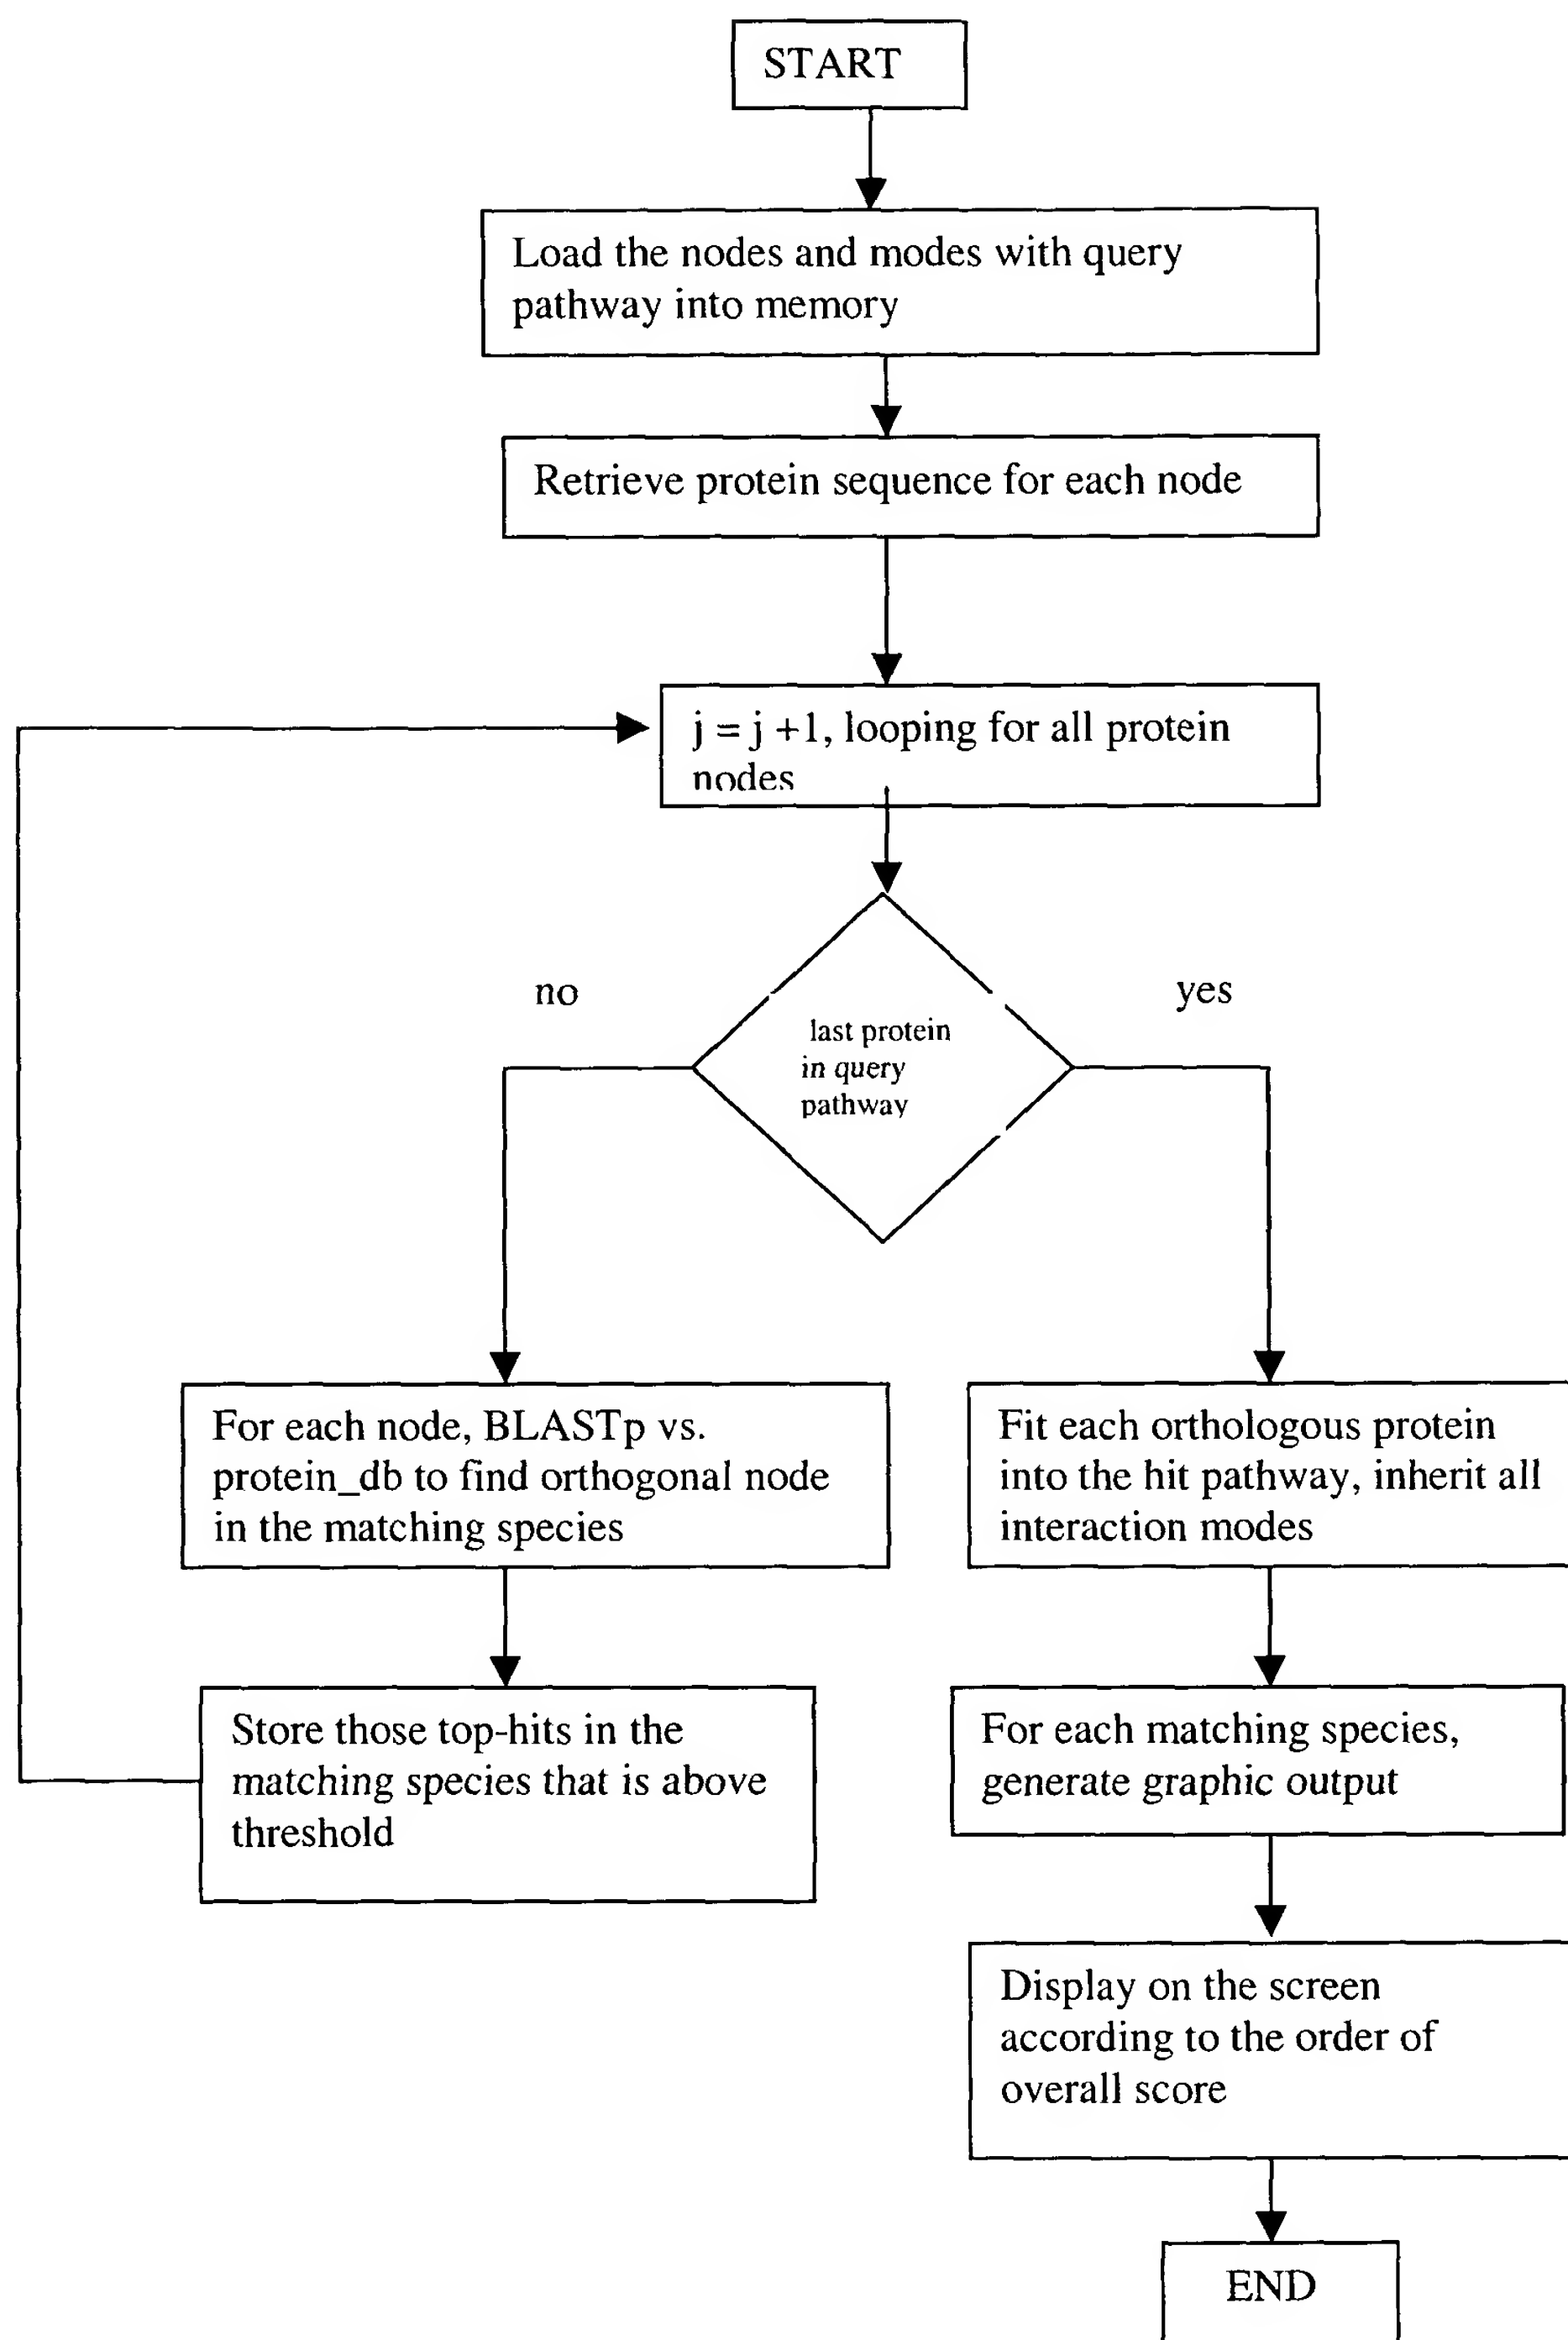 START
Load the nodes and modes with query
pathway into memory
Retrieve protein sequence for each node
j = j +1, looping for all protein
nodes
no
yes
last protein
in query
pathway
For each node, BLASTp vs.
protein_db to find orthogonal node
in the matching species
Fit each orthologous protein
into the hit pathway, inherit all
interaction modes
Store those top-hits in the
matching species that is above
threshold
For each matching species,
generate graphic output
Display on the screen
according to the order of
overall score
END